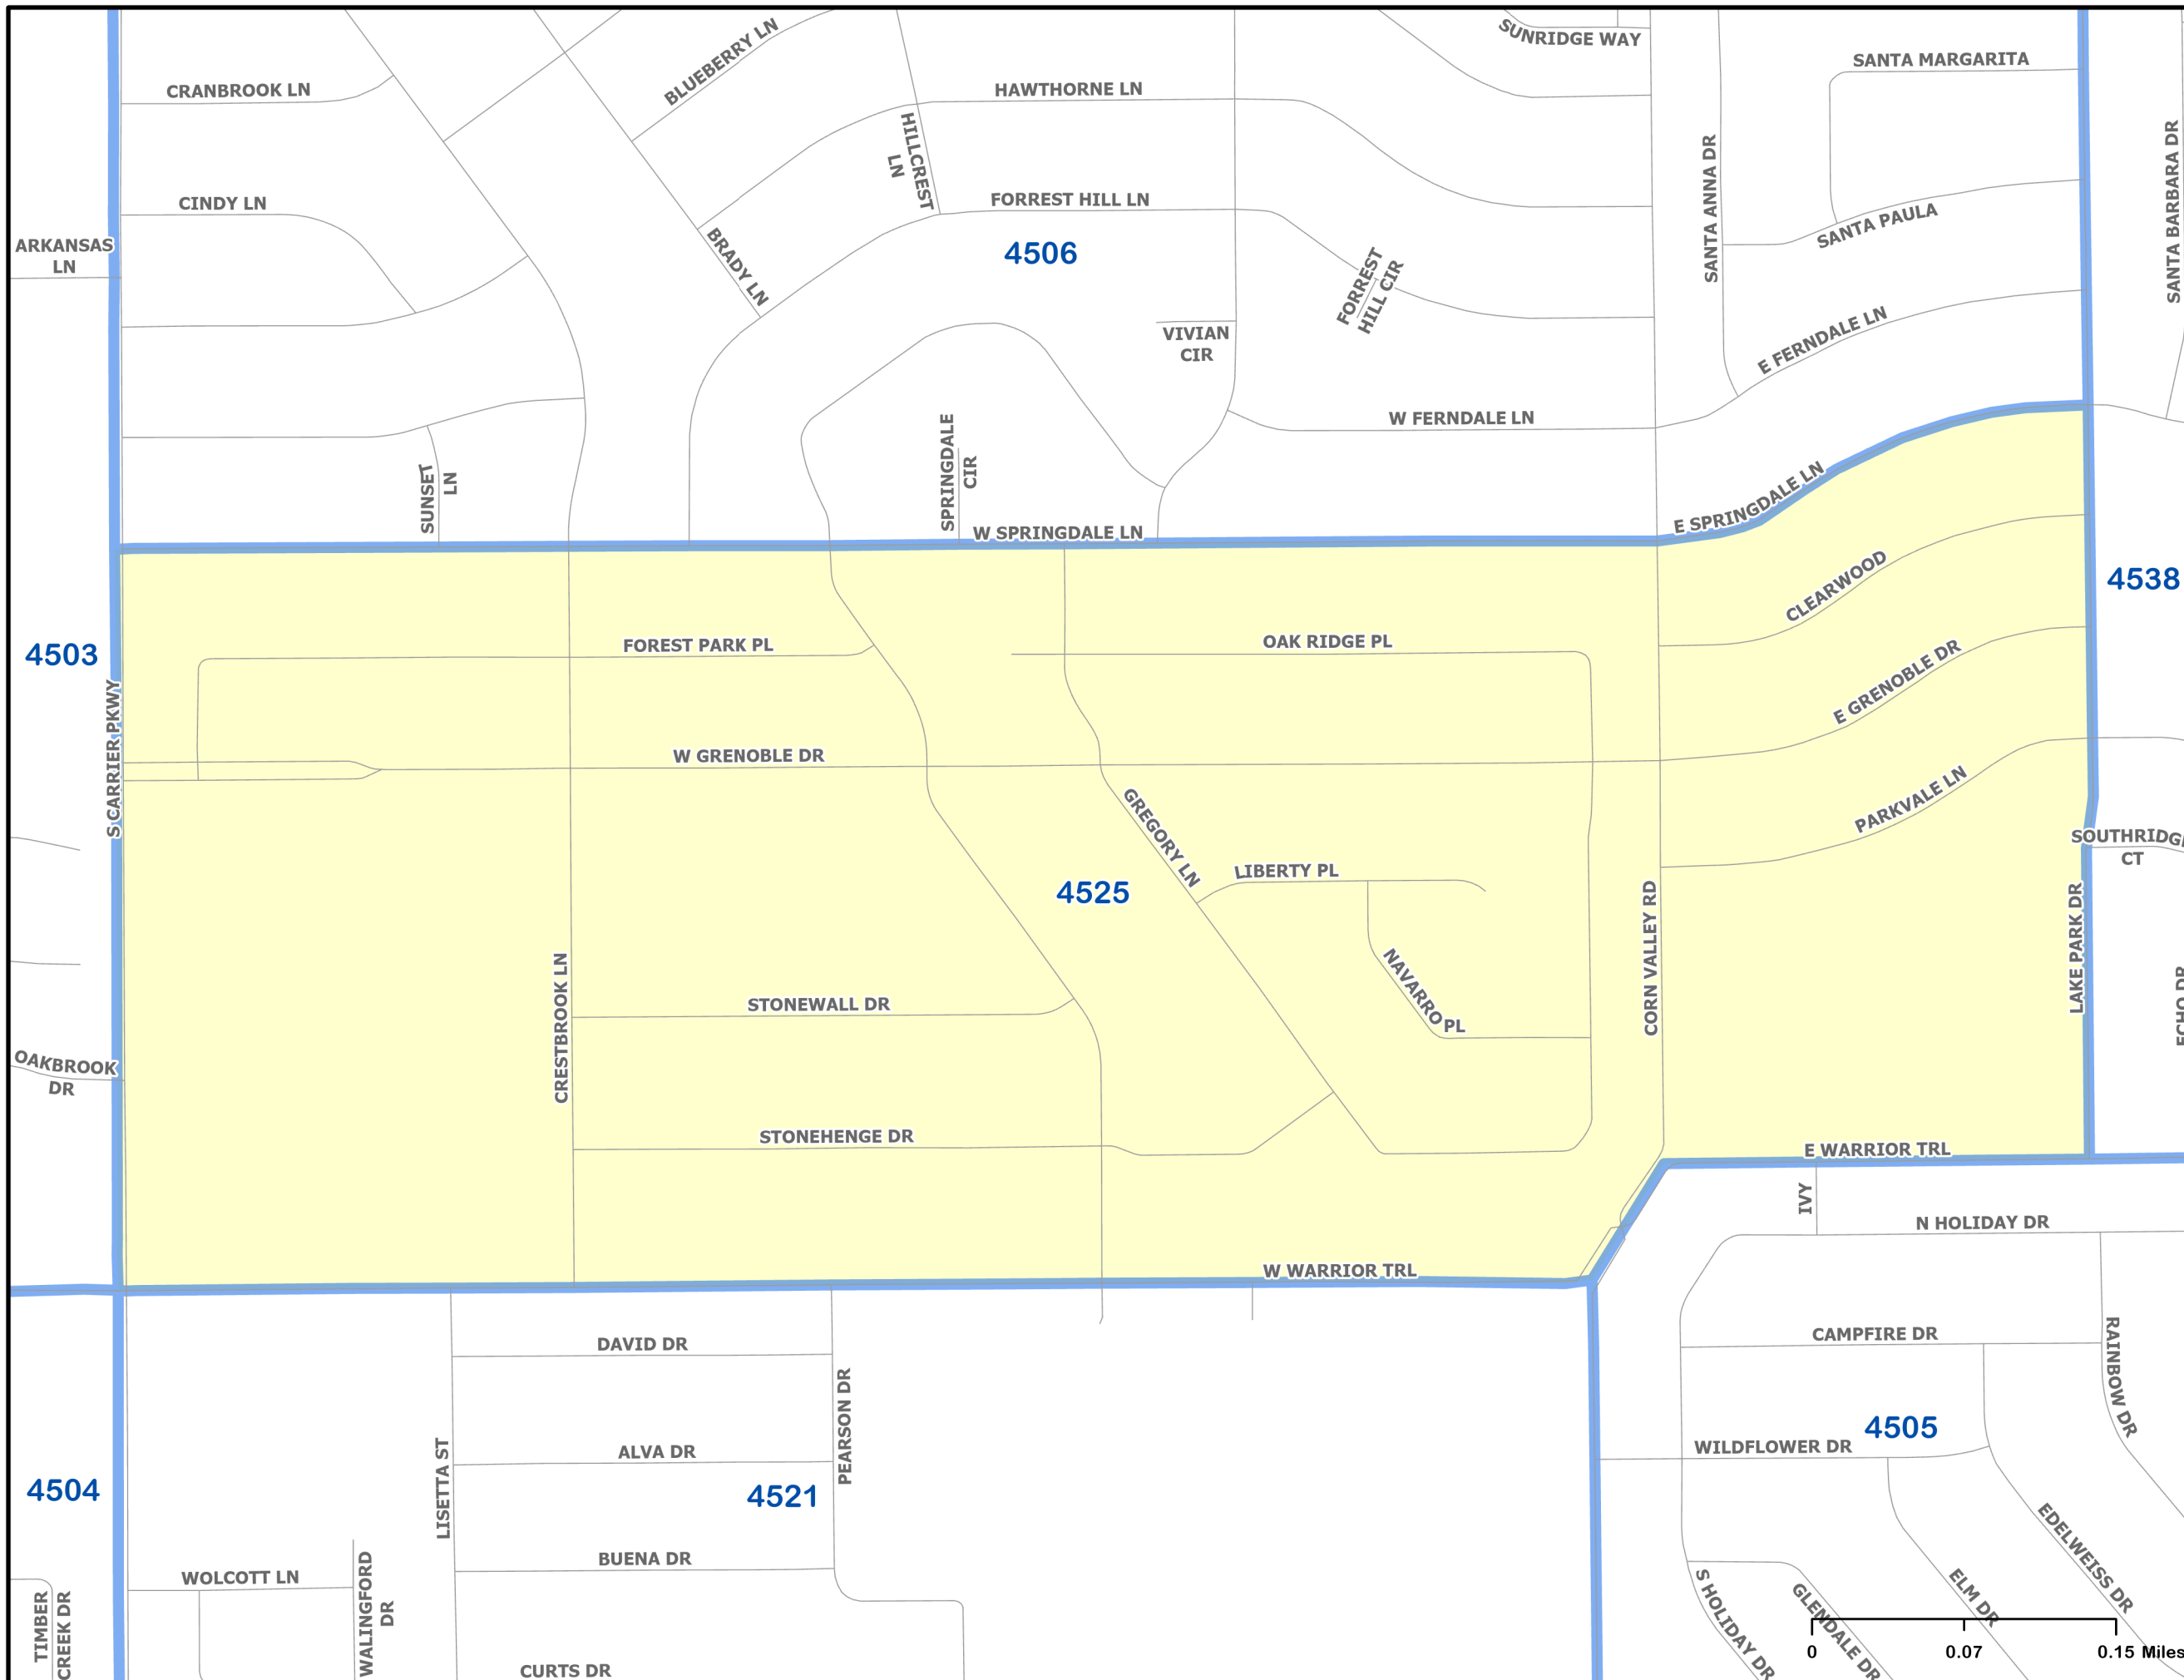 SUNRIDGE WAY
BLUEBERRY LN
SANTA MARGARITA
CRANBROOK LN
HAWTHORNE LN
HILLCREST
LN
SANTA ANNA DR
SANTA BARBARA DR
CINDY LN
FORREST HILL LN
SANTA PAULA
ARKANSAS
LN
BRADY LN
4506
FORREST
HILL CIR
VIVIAN
CIR
E FERNDALE LN
W FERNDALE LN
SUNSET
LN
SPRINGDALE
CIR
W SPRINGDALE LN
E SPRINGDALE LN
CLEARWOOD
4538
4503
FOREST PARK PL
OAK RIDGE PL
E GRENOBLE DR
S CARRIER PKWY
W GRENOBLE DR
GREGORY LN
PARKVALE LN
SOUTHRIDGE
CT
LIBERTY PL
4525
CORN VALLEY RD
LAKE PARK DR
NAVARRO
PL
ECHO DR
CRESTBROOK LN
STONEWALL DR
OAKBROOK
DR
STONEHENGE DR
E WARRIOR TRL
IVY
N HOLIDAY DR
W WARRIOR TRL
DAVID DR
CAMPFIRE DR
RAINBOW DR
PEARSON DR
4505
LISETTA ST
ALVA DR
WILDFLOWER DR
4504
4521
EDELWEISS DR
BUENA DR
WOLCOTT LN
WALINGFORD
DR
TIMBER
CREEK DR
S HOLIDAY DR
GLENDALE DR
ELM DR
CURTS DR
0 0.07 0.15 Miles